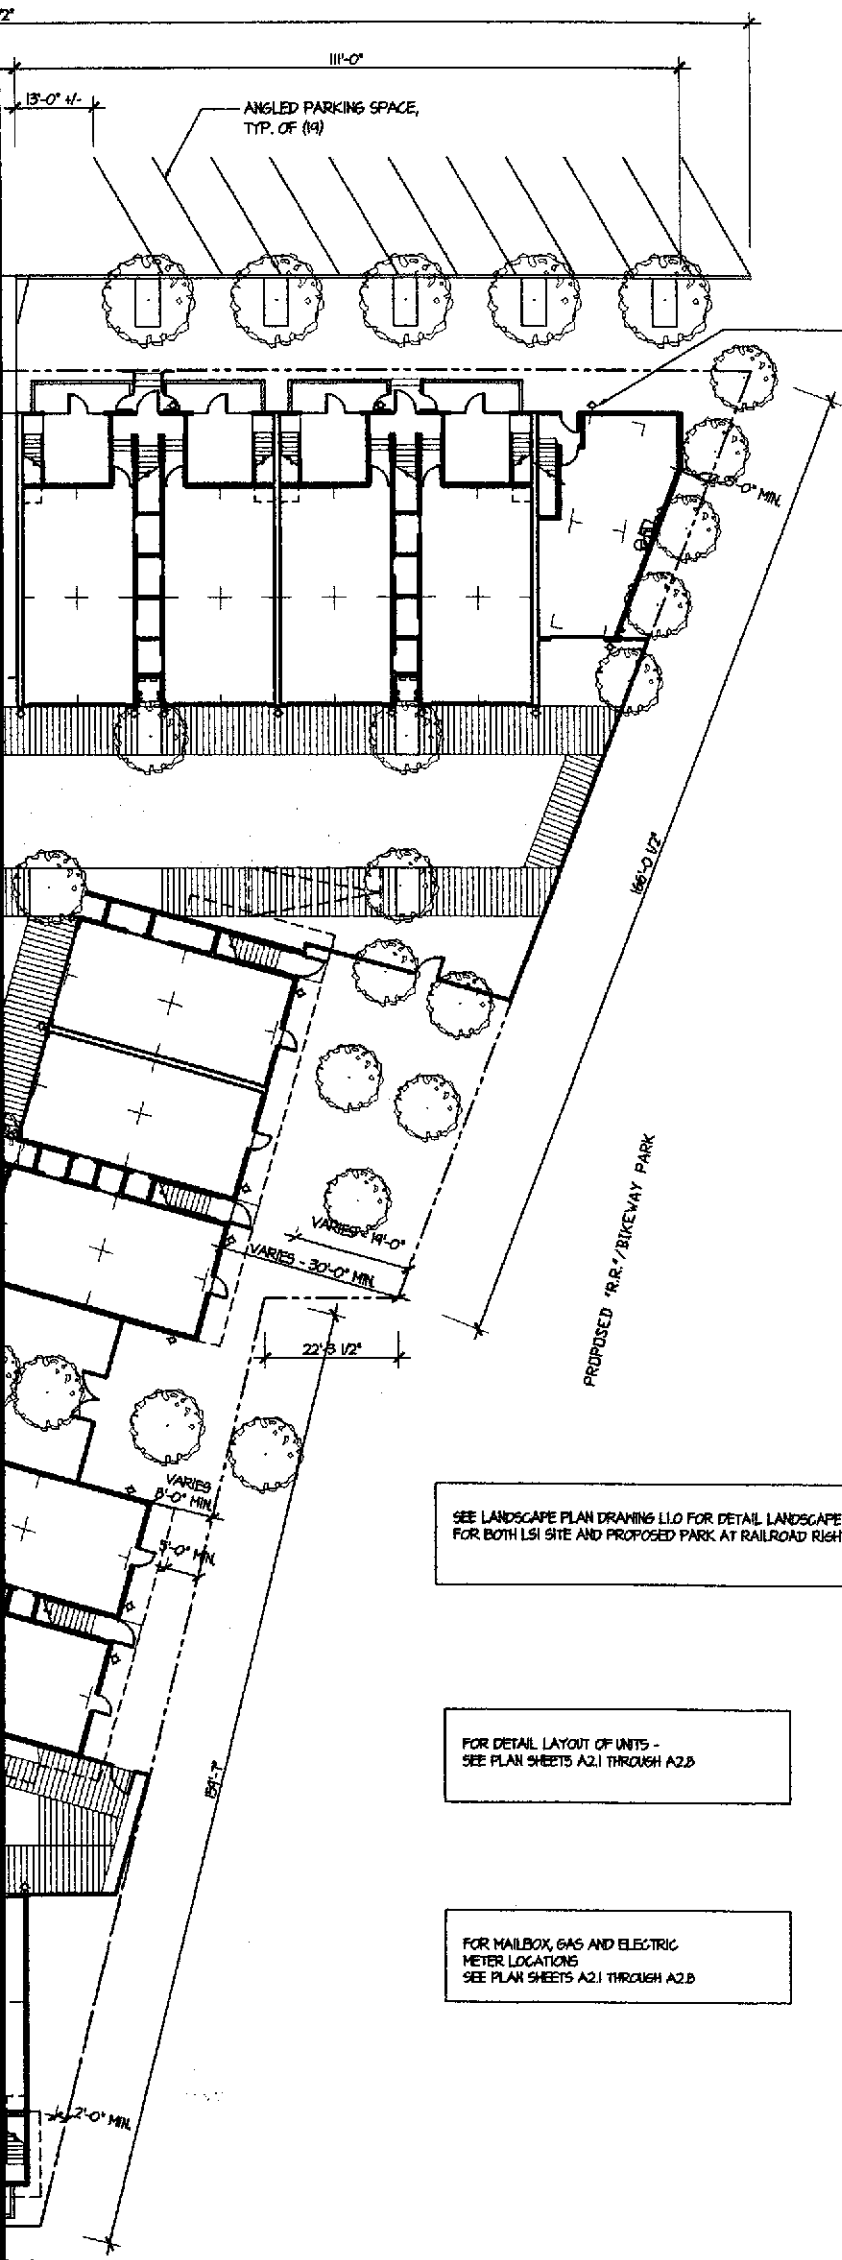 111'-0"
13'-0" +/-
ANGLED PARKING SPACE,
TYP. OF (19)
-0" MIN.
166'-0 1/2"
PROPOSED "R.R."/BIKEWAY PARK
VARIES - 19'-0"
VARIES - 30'-0" MIN.
22'-3 1/2"
VARIES
8'-0" MIN.
5'-0" MIN.
SEE LANDSCAPE PLAN DRAWING L1.0 FOR DETAIL LANDSCAPE
FOR BOTH LSI SITE AND PROPOSED PARK AT RAILROAD RIGH
159'-7"
FOR DETAIL LAYOUT OF UNITS -
SEE PLAN SHEETS A2.1 THROUGH A2.8
FOR MAILBOX, GAS AND ELECTRIC
METER LOCATIONS
SEE PLAN SHEETS A2.1 THROUGH A2.8
2'-0" MIN.